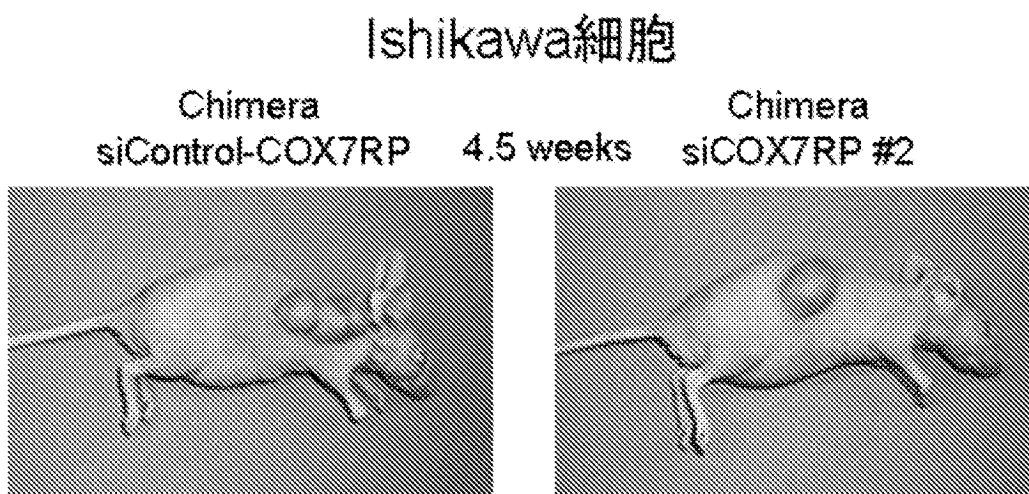 Ishikawa細胞
Chimera
siControl-COX7RP
4.5 weeks
Chimera
siCOX7RP #2